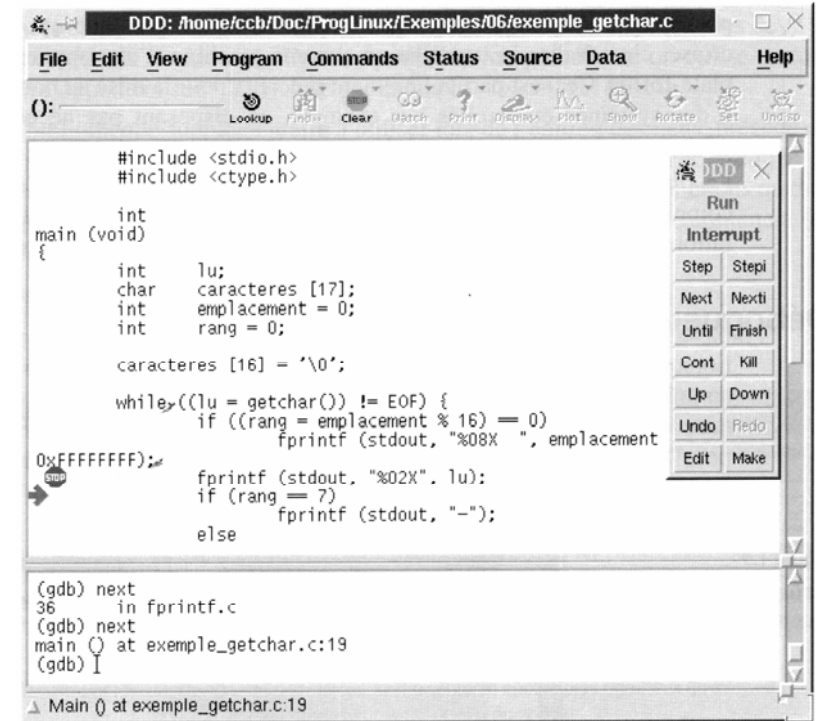 DDD: /home/ccb/Doc/ProgLinux/Exemples/06/exemple_getchar.c
File Edit View Program Commands Status Source Data Help
():
Lookup Find>> Clear Watch Print Display Plot Show Rotate Set Undisp
#include <stdio.h>
#include <ctype.h>
int
main (void)
{
int lu;
char caracteres [17];
int emplacement = 0;
int rang = 0;
caracteres [16] = '\0';
while ((lu = getchar()) != EOF) {
if ((rang = emplacement % 16) == 0)
fprintf (stdout, "%08X ", emplacement
0xFFFFFFFF);
STOP
fprintf (stdout, "%02X", lu);
if (rang == 7)
fprintf (stdout, "-");
else
DDD
Run
Interrupt
Step Stepi
Next Nexti
Until Finish
Cont Kill
Up Down
Undo Redo
Edit Make
(gdb) next
36 in fprintf.c
(gdb) next
main () at exemple_getchar.c:19
(gdb)
Main () at exemple_getchar.c:19